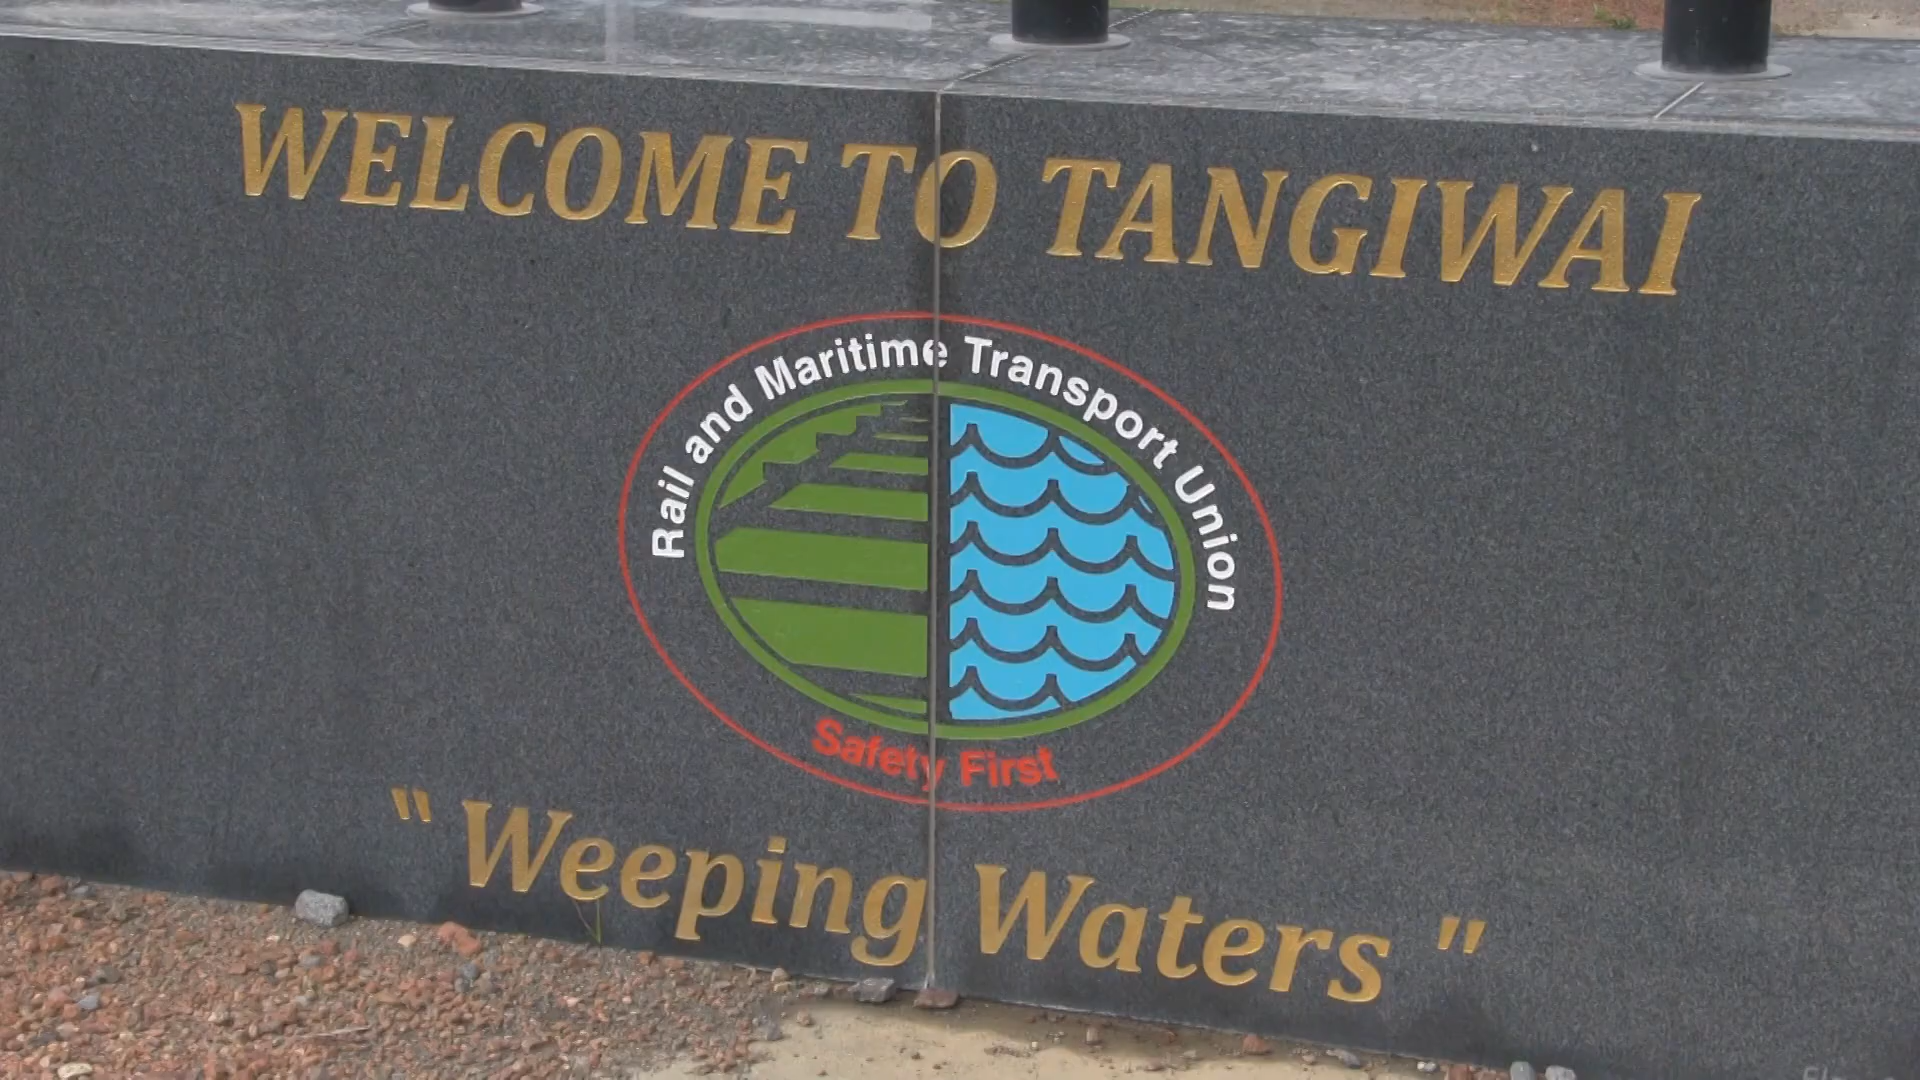 WELCOME TO TANGIWAI
Rail and Maritime Transport Union
Safety First
" Weeping Waters "